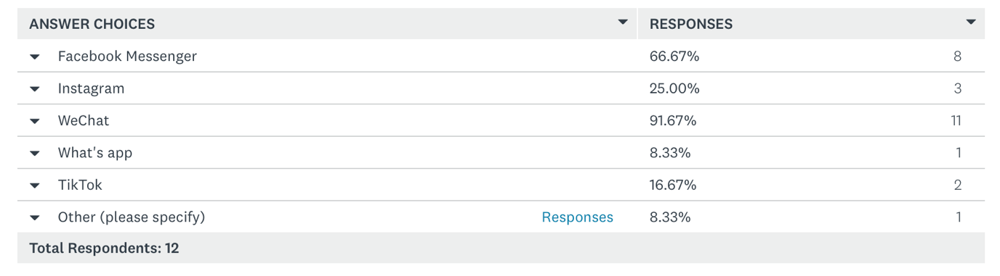 ANSWER CHOICES RESPONSES
Facebook Messenger 66.67% 8
Instagram 25.00% 3
WeChat 91.67% 11
What's app 8.33% 1
TikTok 16.67% 2
Other (please specify) Responses 8.33% 1
Total Respondents: 12